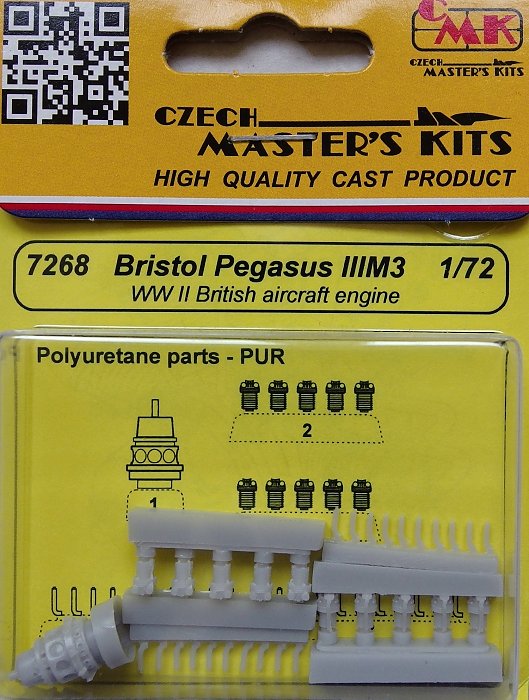 CMK
CZECH
MASTER'S KITS
CZECH
MASTER'S KITS
HIGH QUALITY CAST PRODUCT
7268 Bristol Pegasus IIIM3 1/72
WW II British aircraft engine
Polyuretane parts - PUR
2
1